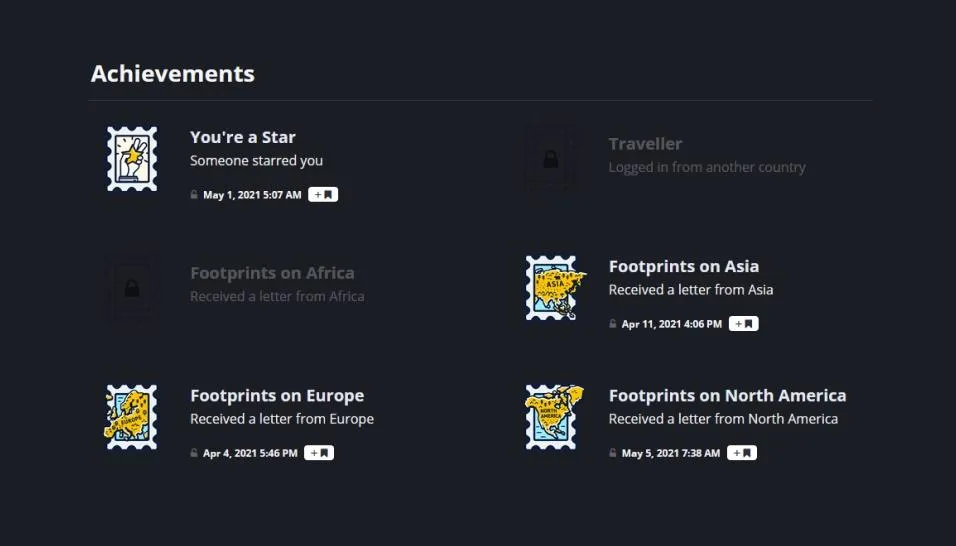 Achievements
You're a Star
Someone starred you
May 1, 2021 5:07 AM
+
Traveller
Logged in from another country
Footprints on Africa
Received a letter from Africa
ASIA
Footprints on Asia
Received a letter from Asia
Apr 11, 2021 4:06 PM
+
EUROPE
Footprints on Europe
Received a letter from Europe
Apr 4, 2021 5:46 PM
+
NORTH
AMERICA
Footprints on North America
Received a letter from North America
May 5, 2021 7:38 AM
+